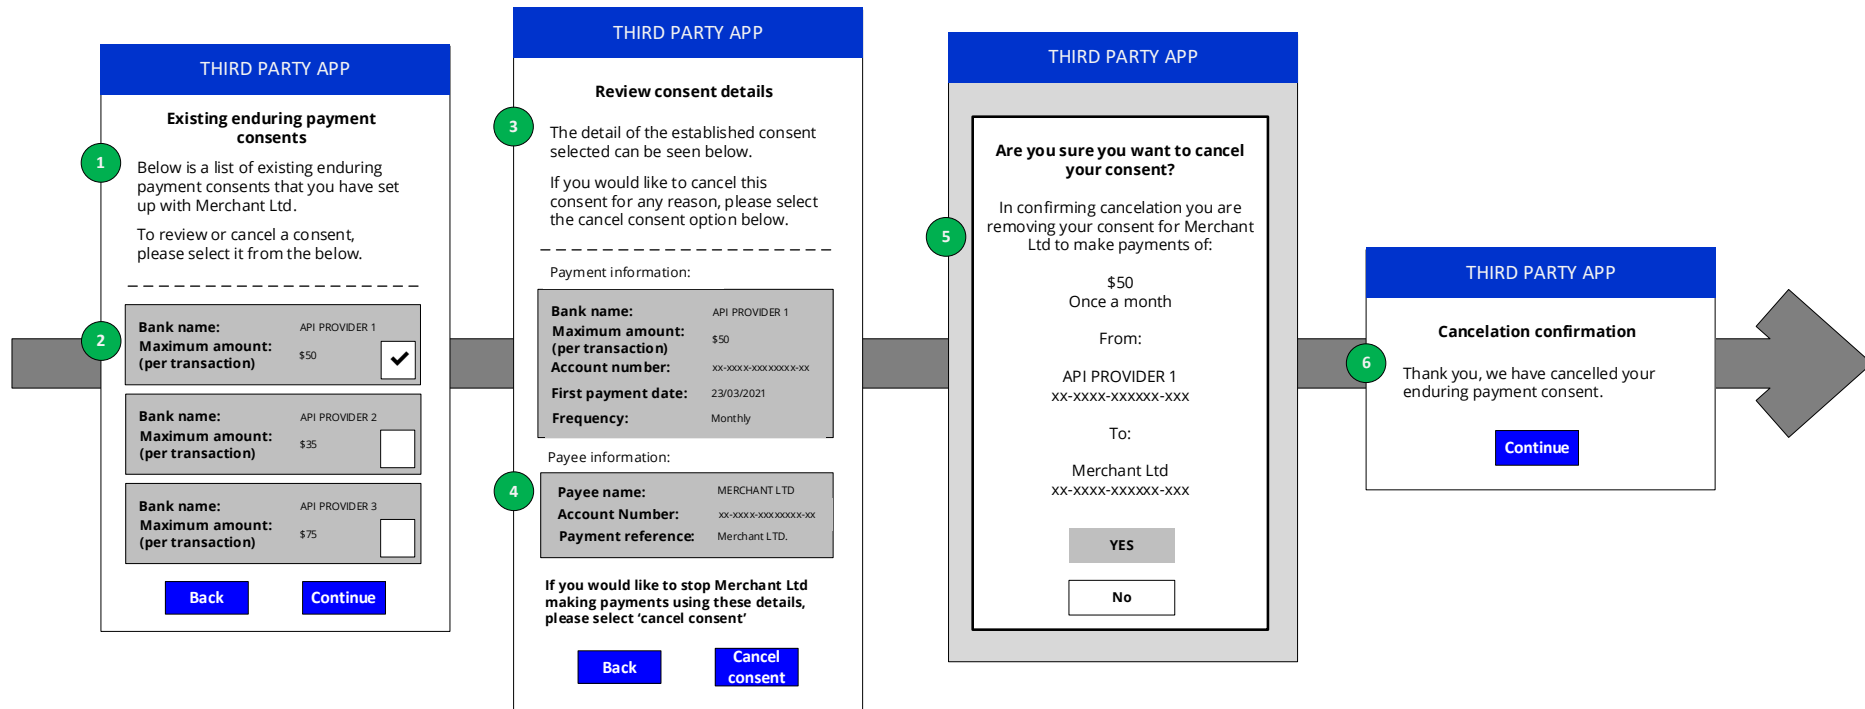 THIRD PARTY APP
Existing enduring payment
consents
1
Below is a list of existing enduring
payment consents that you have set
up with Merchant Ltd.
To review or cancel a consent,
please select it from the below.
2
Bank name: API PROVIDER 1
Maximum amount:
(per transaction) $50
Bank name: API PROVIDER 2
Maximum amount:
(per transaction) $35
Bank name: API PROVIDER 3
Maximum amount:
(per transaction) $75
Back Continue
THIRD PARTY APP
Review consent details
3
The detail of the established consent
selected can be seen below.
If you would like to cancel this
consent for any reason, please select
the cancel consent option below.
Payment information:
Bank name: API PROVIDER 1
Maximum amount:
(per transaction) $50
Account number: xx-xxxx-xxxxxxxx-xx
First payment date: 23/03/2021
Frequency: Monthly
Payee information:
4
Payee name: MERCHANT LTD
Account Number: xx-xxxx-xxxxxxxx-xx
Payment reference: Merchant LTD.
If you would like to stop Merchant Ltd
making payments using these details,
please select ‘cancel consent’
Back Cancel
consent
THIRD PARTY APP
Are you sure you want to cancel
your consent?
5
In confirming cancelation you are
removing your consent for Merchant
Ltd to make payments of:
$50
Once a month
From:
API PROVIDER 1
xx-xxxx-xxxxxx-xxx
To:
Merchant Ltd
xx-xxxx-xxxxxx-xxx
YES
No
THIRD PARTY APP
Cancelation confirmation
6
Thank you, we have cancelled your
enduring payment consent.
Continue